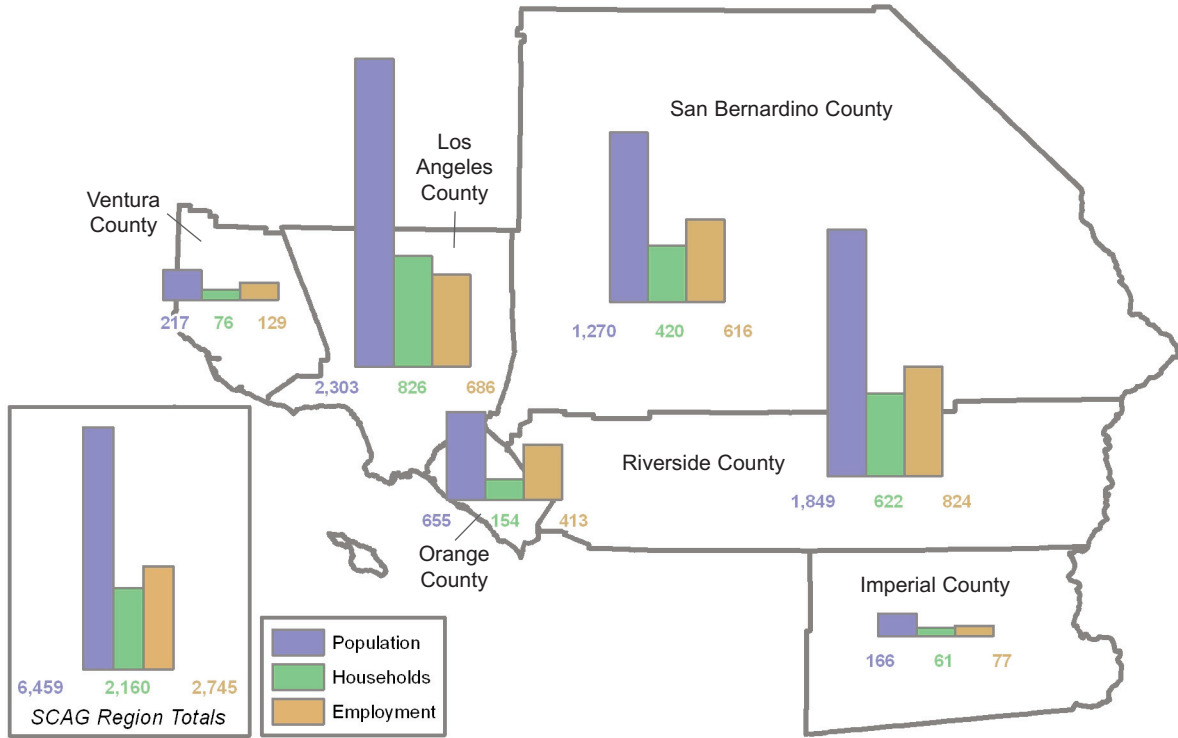 San Bernardino County
Los
Angeles
County
Ventura
County
217 76 129
1,270 420 616
2,303 826 686
Riverside County
655 154 413
1,849 622 824
Orange
County
Imperial County
166 61 77
6,459 2,160 2,745
SCAG Region Totals
Population
Households
Employment